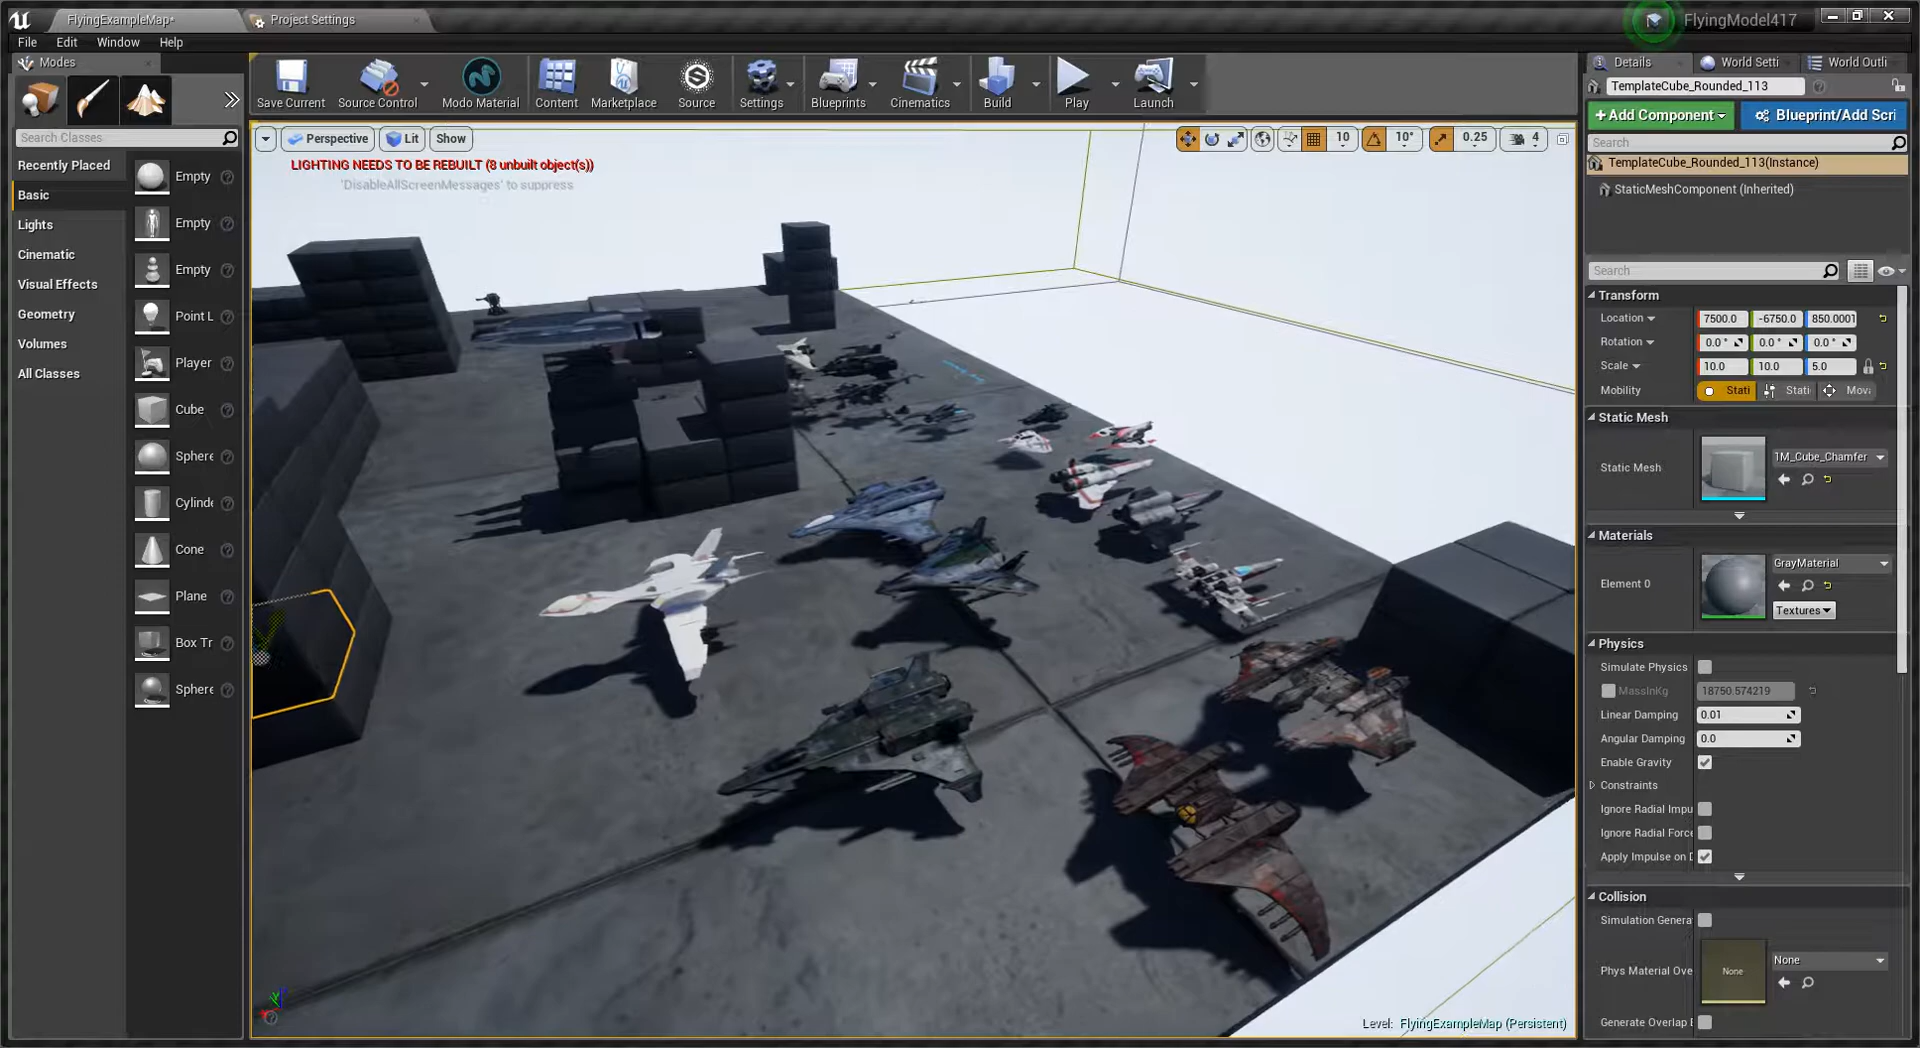 FlyingExampleMap*
Project Settings
FlyingModel417
File Edit Window Help
Modes
Search Classes
Recently Placed
Basic
Lights
Cinematic
Visual Effects
Geometry
Volumes
All Classes
Empty
Empty
Empty
Point L
Player
Cube
Sphere
Cylinde
Cone
Plane
Box Tr
Sphere
Save Current
Source Control
Modo Material
Content
Marketplace
Source
Settings
Blueprints
Cinematics
Build
Play
Launch
Perspective
Lit
Show
10
10°
0.25
4
LIGHTING NEEDS TO BE REBUILT (8 unbuilt object(s))
'DisableAllScreenMessages' to suppress
Level: FlyingExampleMap (Persistent)
Details
World Setti
World Outli
TemplateCube_Rounded_113
+Add Component
Blueprint/Add Scri
Search
TemplateCube_Rounded_113(Instance)
StaticMeshComponent (Inherited)
Search
Transform
Location 7500.0 -6750.0 850.0001
Rotation 0.0° 0.0° 0.0°
Scale 10.0 10.0 5.0
Mobility Stati Stati Mova
Static Mesh
Static Mesh 1M_Cube_Chamfer
Materials
Element 0 GrayMaterial
Textures
Physics
Simulate Physics
MassInKg 18750.574219
Linear Damping 0.01
Angular Damping 0.0
Enable Gravity
Constraints
Ignore Radial Impu
Ignore Radial Force
Apply Impulse on D
Collision
Simulation Genera
Phys Material Ove None None
Generate Overlap E